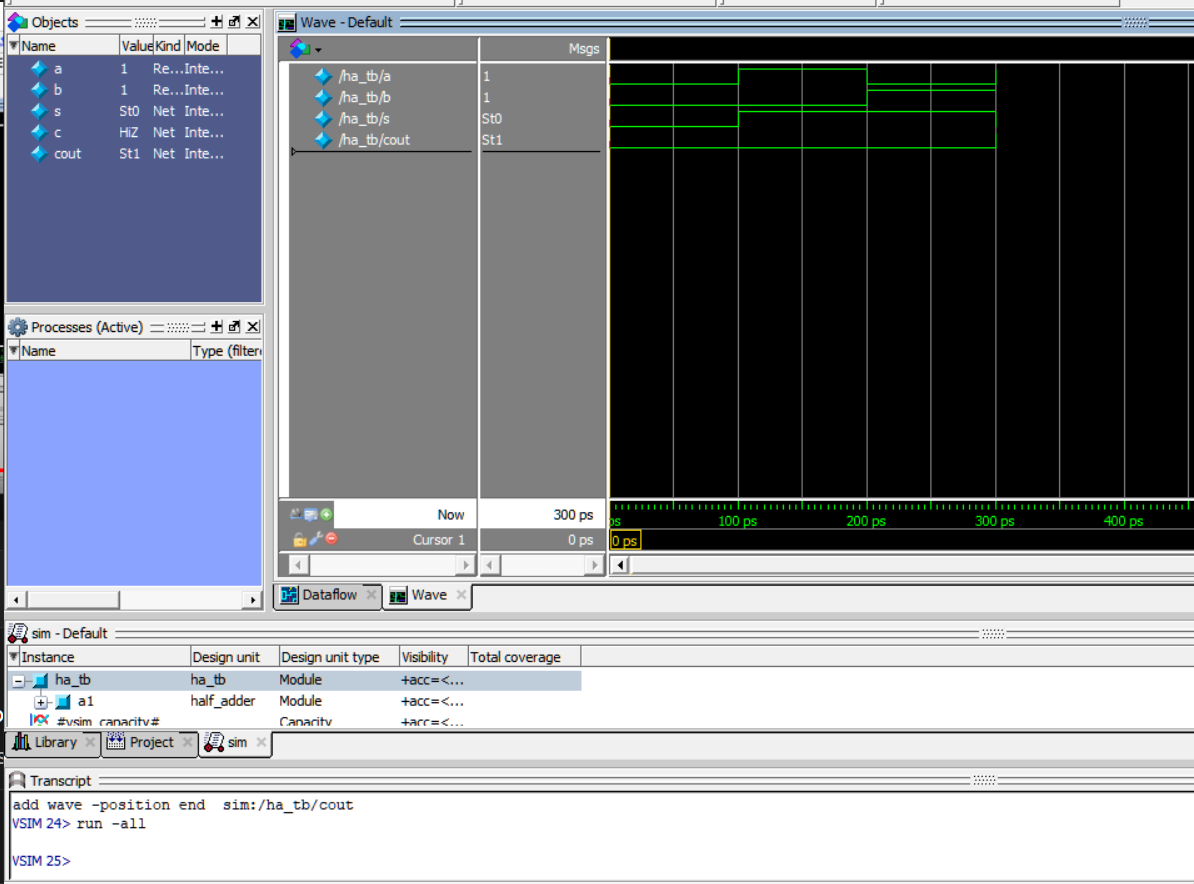 Objects
Name Value Kind Mode
a 1 Re... Inte...
b 1 Re... Inte...
s St0 Net Inte...
c HiZ Net Inte...
cout St1 Net Inte...
Processes (Active)
Name Type (filter
Wave - Default
Msgs
/ha_tb/a 1
/ha_tb/b 1
/ha_tb/s St0
/ha_tb/cout St1
Now 300 ps
Cursor 1 0 ps
ps 100 ps 200 ps 300 ps 400 ps
0 ps
Dataflow Wave
sim - Default
Instance Design unit Design unit type Visibility Total coverage
ha_tb ha_tb Module +acc=<...
a1 half_adder Module +acc=<...
#vsim_capacity# Capacity +acc=<...
Library Project sim
Transcript
add wave -position end sim:/ha_tb/cout
VSIM 24> run -all
VSIM 25>